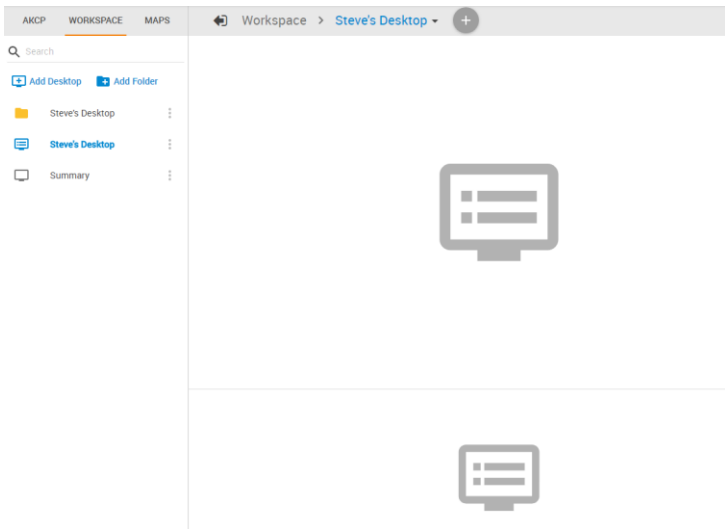 AKCP WORKSPACE MAPS
Workspace > Steve's Desktop
Search
Add Desktop Add Folder
Steve's Desktop
Steve's Desktop
Summary